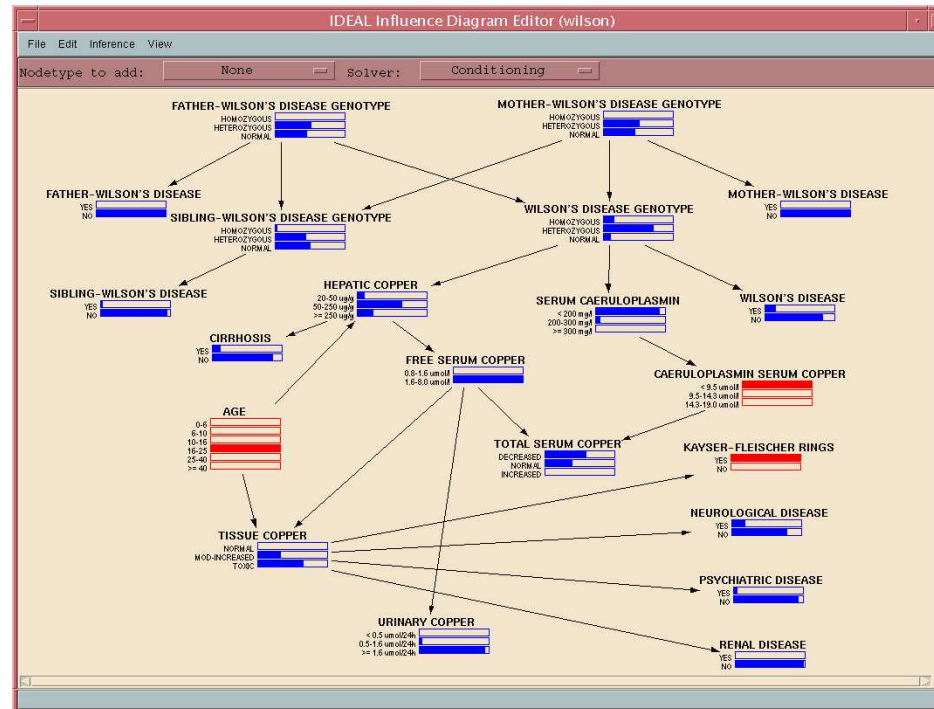 IDEAL Influence Diagram Editor (wilson)
File Edit Inference View
Nodetype to add: None Solver: Conditioning
FATHER-WILSON'S DISEASE GENOTYPE
HOMOZYGOUS
HETEROZYGOUS
NORMAL
MOTHER-WILSON'S DISEASE GENOTYPE
HOMOZYGOUS
HETEROZYGOUS
NORMAL
FATHER-WILSON'S DISEASE
YES
NO
SIBLING-WILSON'S DISEASE GENOTYPE
HOMOZYGOUS
HETEROZYGOUS
NORMAL
WILSON'S DISEASE GENOTYPE
HOMOZYGOUS
HETEROZYGOUS
NORMAL
MOTHER-WILSON'S DISEASE
YES
NO
SIBLING-WILSON'S DISEASE
YES
NO
HEPATIC COPPER
20-50 ug/g
50-250 ug/g
>= 250 ug/g
SERUM CAERULOPLASMIN
< 200 mg/l
200-300 mg/l
>= 300 mg/l
WILSON'S DISEASE
YES
NO
CIRRHOSIS
YES
NO
FREE SERUM COPPER
0.8-1.6 umol/l
1.6-8.0 umol/l
CAERULOPLASMIN SERUM COPPER
< 9.5 umol/l
9.5-14.3 umol/l
14.3-19.0 umol/l
AGE
0-6
6-10
10-16
16-25
25-40
>= 40
TOTAL SERUM COPPER
DECREASED
NORMAL
INCREASED
KAYSER-FLEISCHER RINGS
YES
NO
NEUROLOGICAL DISEASE
YES
NO
TISSUE COPPER
NORMAL
MOD-INCREASED
TOXIC
PSYCHIATRIC DISEASE
YES
NO
URINARY COPPER
< 0.5 umol/24h
0.5-1.6 umol/24h
>= 1.6 umol/24h
RENAL DISEASE
YES
NO